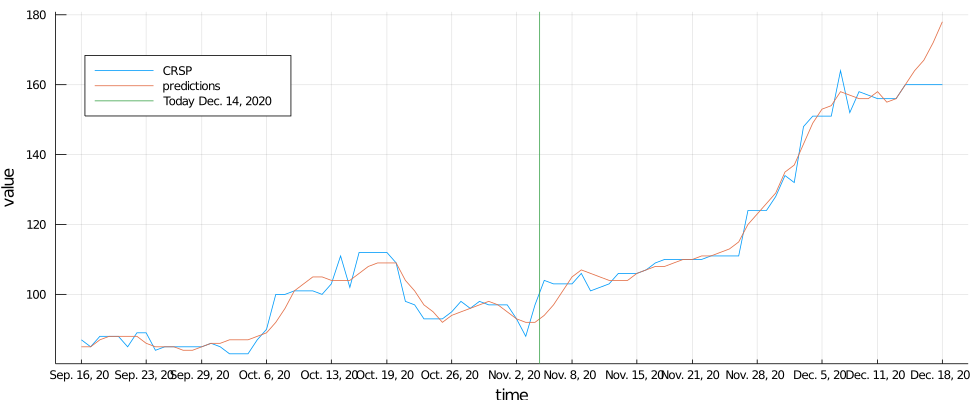 180
160
140
120
100
value
CRSP
predictions
Today Dec. 14, 2020
Sep. 16, 20 Sep. 23, 20 Sep. 29, 20 Oct. 6, 20 Oct. 13, 20 Oct. 19, 20 Oct. 26, 20 Nov. 2, 20 Nov. 8, 20 Nov. 15, 20 Nov. 21, 20 Nov. 28, 20 Dec. 5, 20 Dec. 11, 20 Dec. 18, 20
time